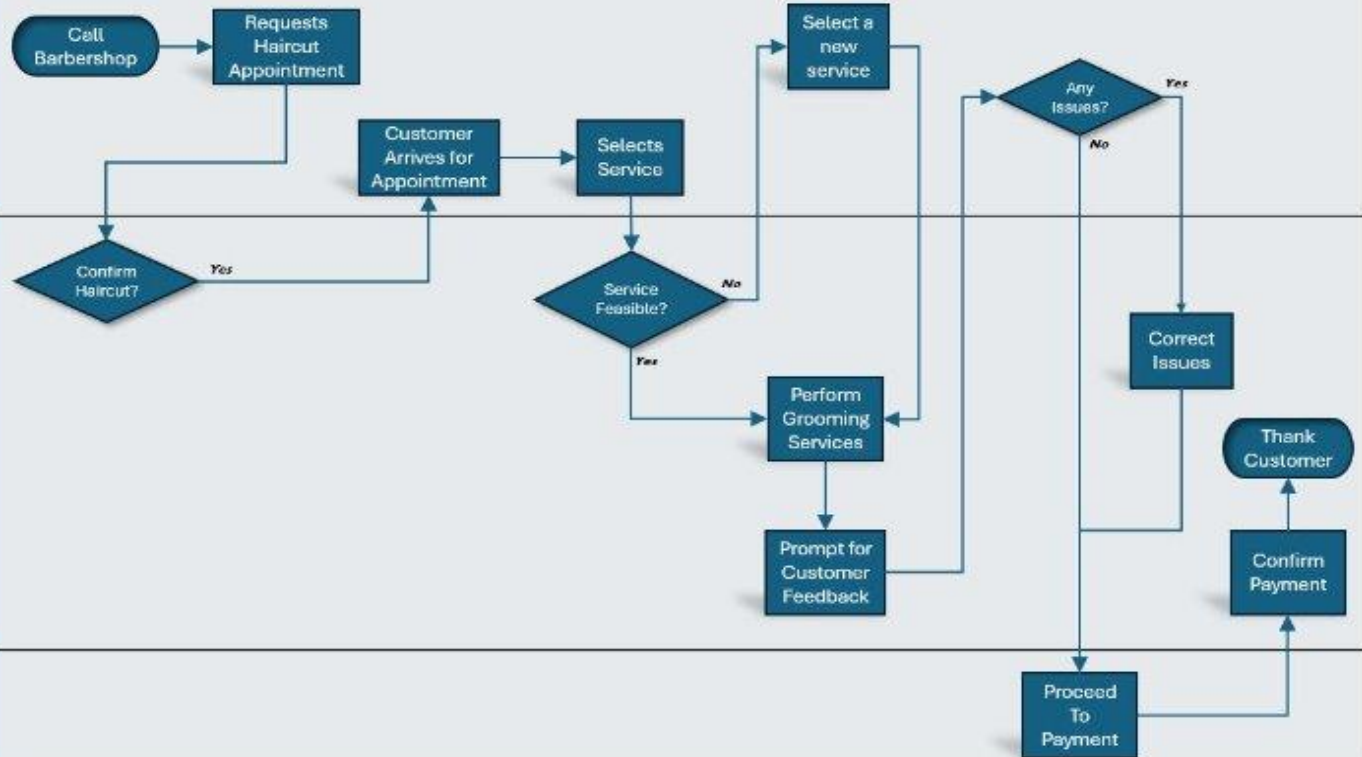 Call
Barbershop
Requests
Haircut
Appointment
Select a
new
service
Any
Issues?
Yes
No
Customer
Arrives for
Appointment
Selects
Service
Confirm
Haircut?
Yes
Service
Feasible?
No
Yes
Correct
Issues
Perform
Grooming
Services
Thank
Customer
Prompt for
Customer
Feedback
Confirm
Payment
Proceed
To
Payment